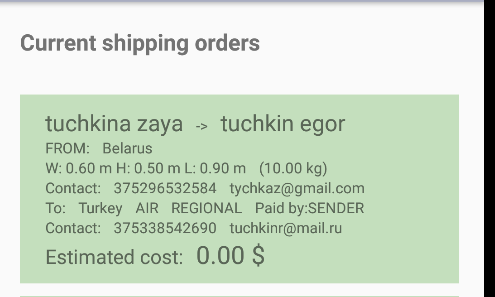 Current shipping orders
tuchkina zaya -> tuchkin egor
FROM: Belarus
W: 0.60 m H: 0.50 m L: 0.90 m (10.00 kg)
Contact: 375296532584 tychkaz@gmail.com
To: Turkey AIR REGIONAL Paid by:SENDER
Contact: 375338542690 tuchkinr@mail.ru
Estimated cost: 0.00 $